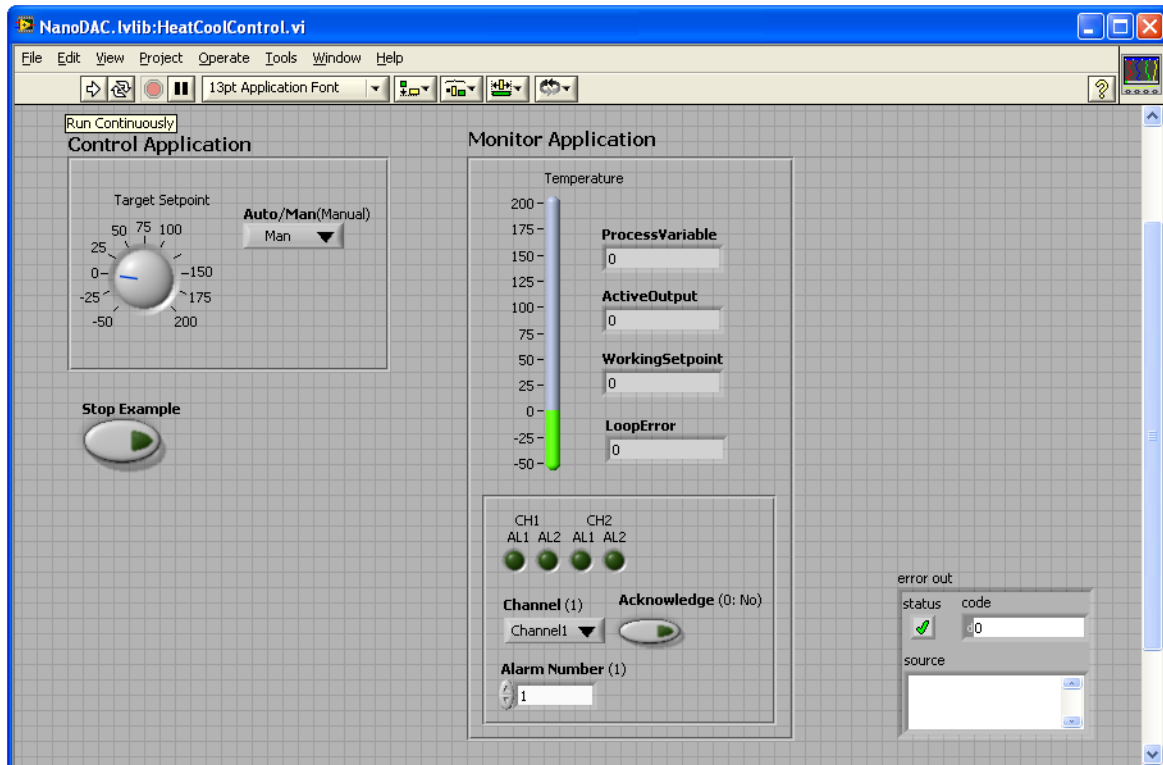 NanoDAC.lvlib:HeatCoolControl.vi
File Edit View Project Operate Tools Window Help
13pt Application Font
?
Run Continuously
Control Application
Target Setpoint
-50
-25
0
25
50
75
100
150
175
200
Auto/Man(Manual)
Man
Stop Example
Monitor Application
Temperature
200
175
150
125
100
75
50
25
0
-25
-50
ProcessVariable
0
ActiveOutput
0
WorkingSetpoint
0
LoopError
0
CH1 CH2
AL1 AL2 AL1 AL2
Channel (1)
Channel1
Acknowledge (0: No)
Alarm Number (1)
1
error out
status code
0
source